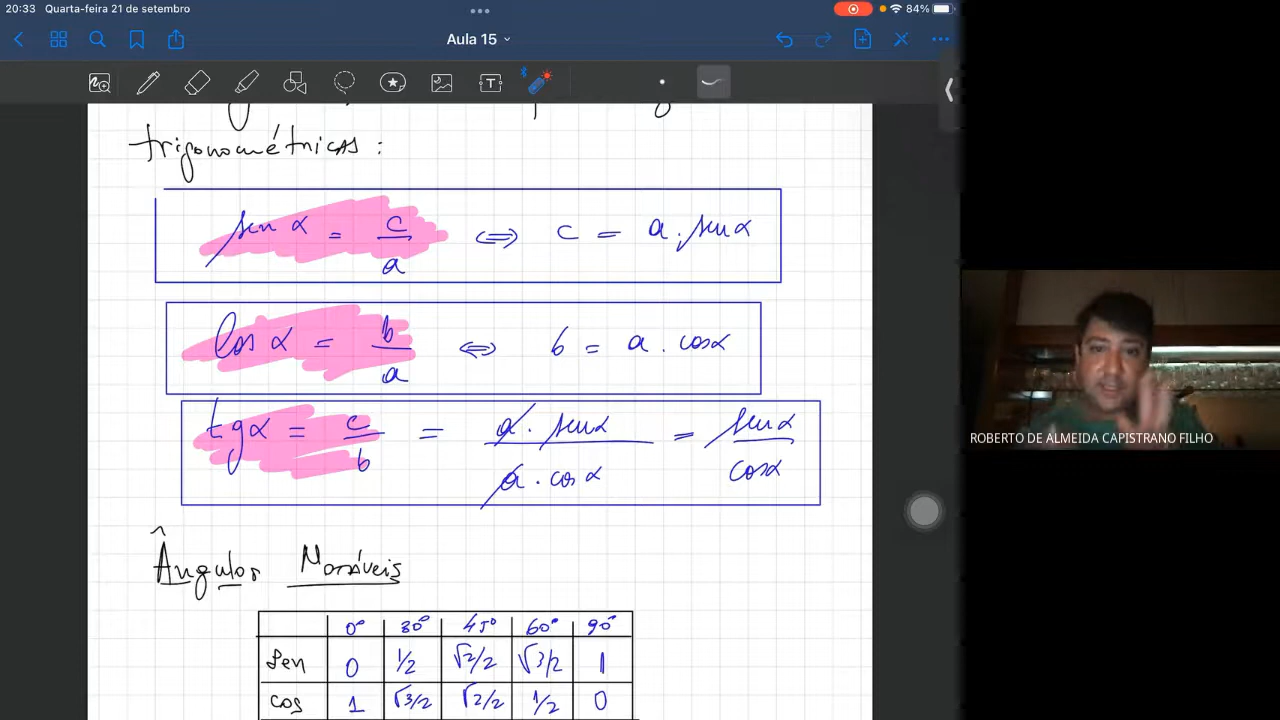 20:33 Quarta-feira 21 de setembro
84%
Aula 15
trigonométricas:
sen α = c/a ⇔ c = a.sen α
cos α = b/a ⇔ b = a.cos α
tg α = c/b = a.sen α/a.cos α = sen α/cos α
Ângulos Notáveis
0° 30° 45° 60° 90°
Sen 0 1/2 √2/2 √3/2 1
cos 1 √3/2 √2/2 1/2 0
ROBERTO DE ALMEIDA CAPISTRANO FILHO